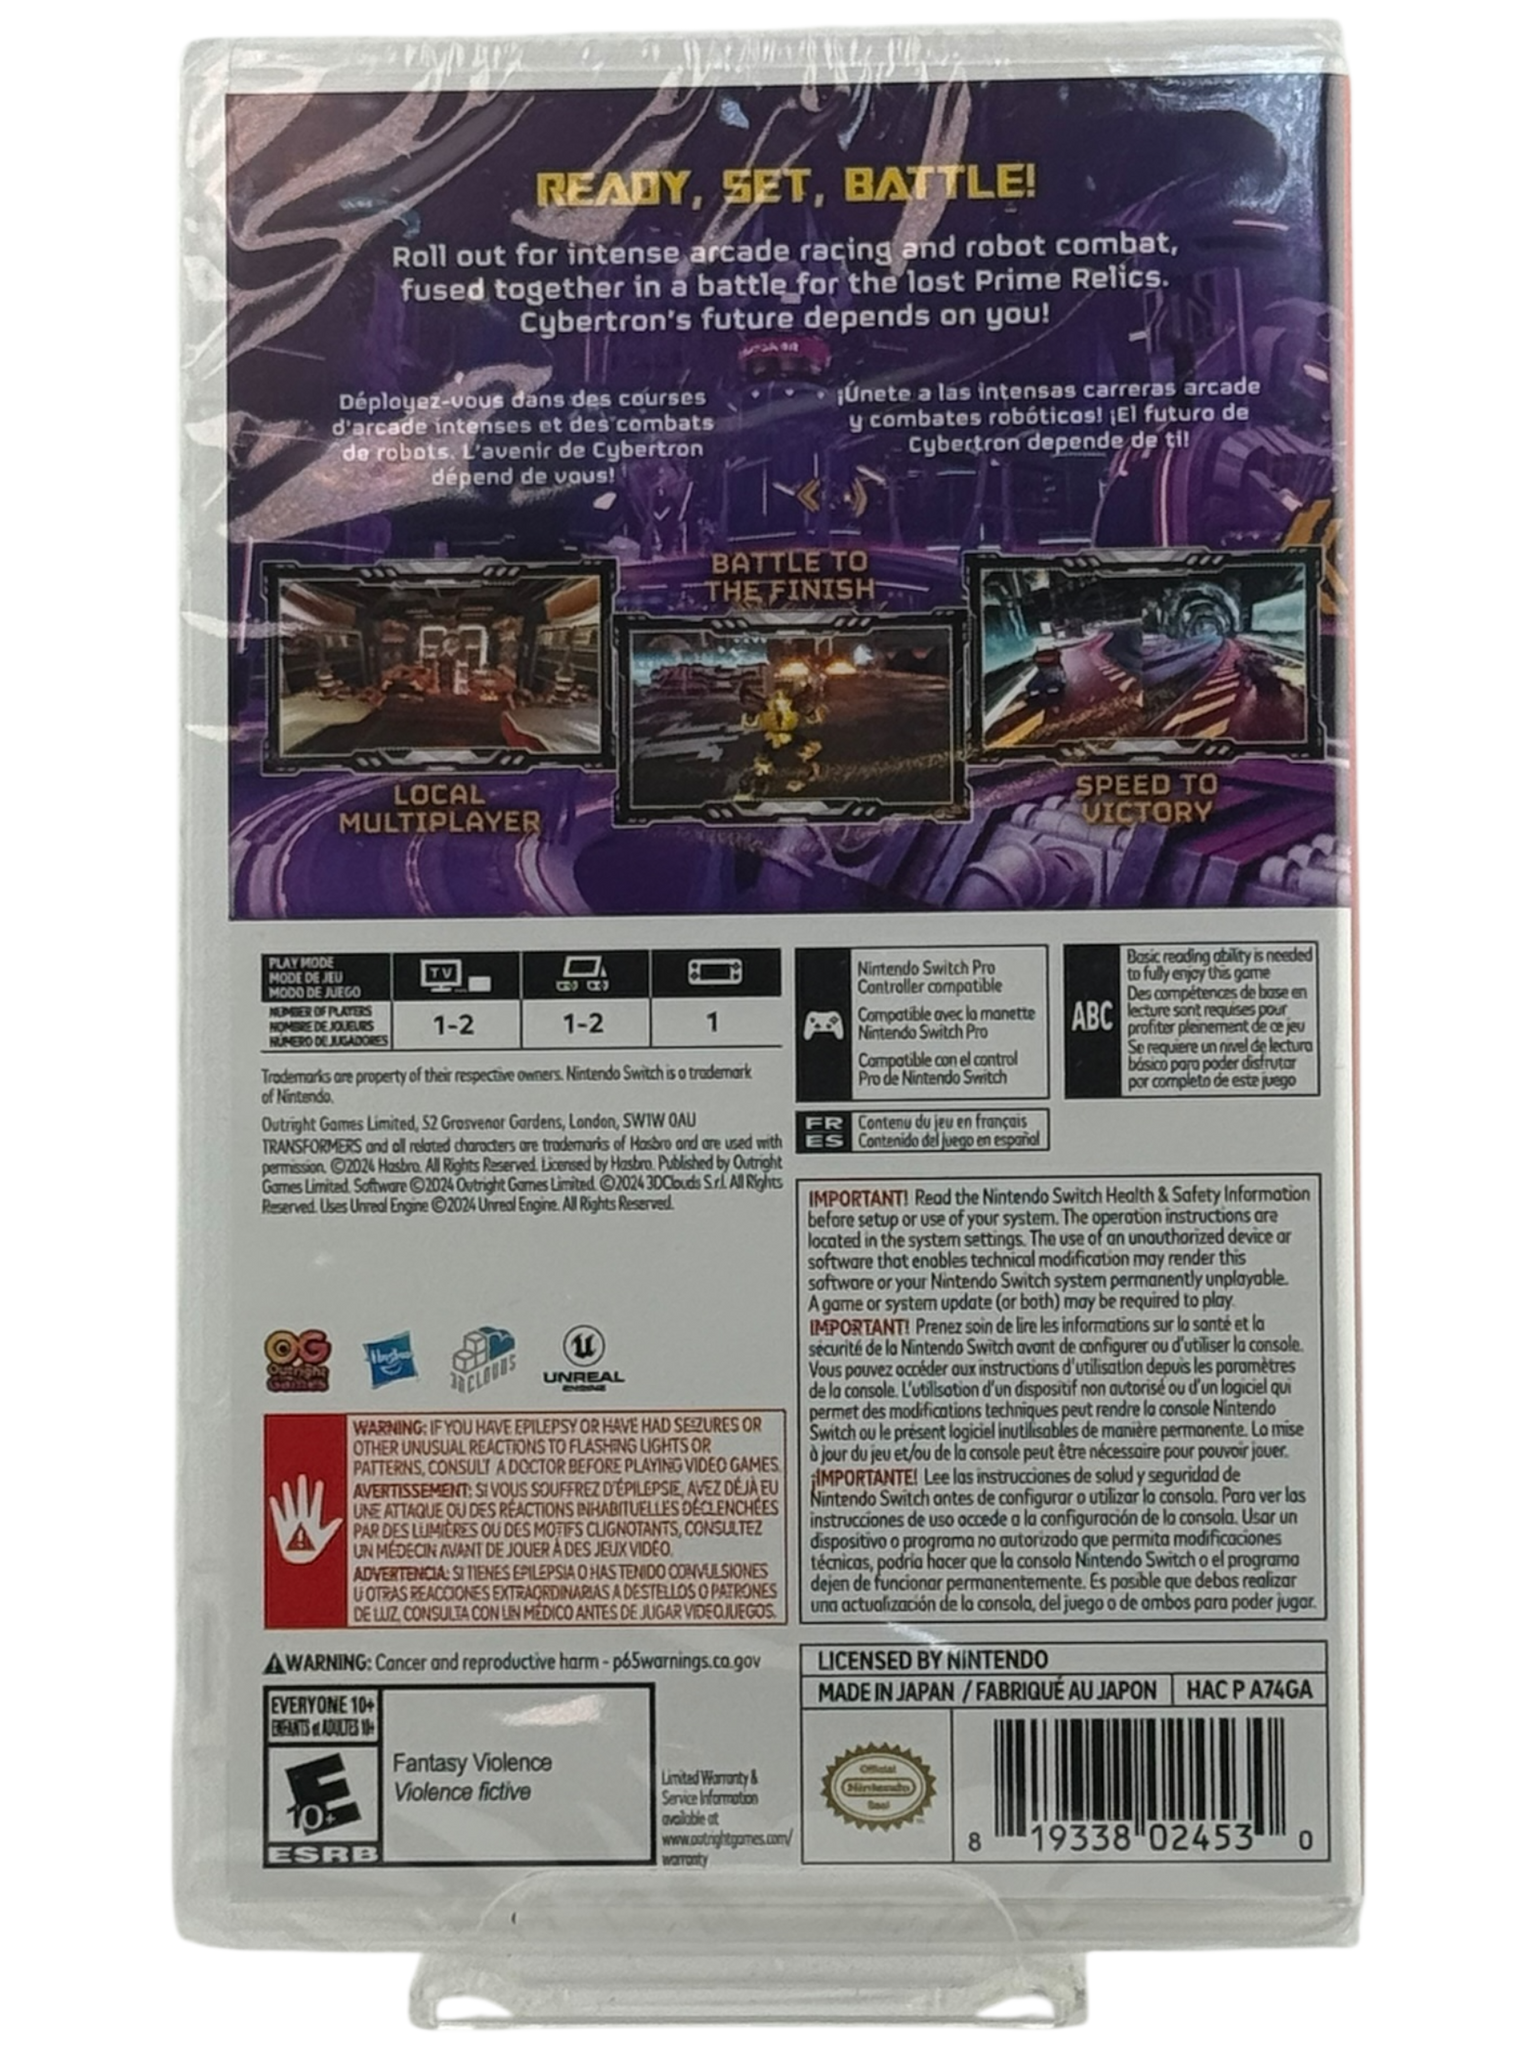 READY, SET, BATTLE!
Roll out for intense arcade racing and robot combat,
fused together in a battle for the lost Prime Relics.
Cybertron's future depends on you!
Déployez-vous dans des courses
d'arcade intenses et des combats
de robots. L'avenir de Cybertron
dépend de vous!
¡Únete a las intensas carreras arcade
y combates robóticos! ¡El futuro de
Cybertron depende de ti!
BATTLE TO
THE FINISH
LOCAL
MULTIPLAYER
SPEED TO
VICTORY
PLAY MODE
MODE DE JEU
MODO DE JUEGO
TV
NUMBER OF PLAYERS
NOMBRE DE JOUEURS
NÚMERO DE JUGADORES
1-2
1-2
1
Nintendo Switch Pro
Controller compatible
Compatible avec la manette
Nintendo Switch Pro
Compatible con el control
Pro de Nintendo Switch
ABC
Basic reading ability is needed
to fully enjoy this game
Des compétences de base en
lecture sont requises pour
profiter pleinement de ce jeu
Se requiere un nivel de lectura
básico para poder disfrutar
por completo de este juego
FR
ES
Contenu du jeu en français
Contenido del juego en español
Trademarks are property of their respective owners. Nintendo Switch is a trademark
of Nintendo.
Outright Games Limited, 52 Grosvenor Gardens, London, SW1W 0AU
TRANSFORMERS and all related characters are trademarks of Hasbro and are used with
permission. ©2024 Hasbro. All Rights Reserved. Licensed by Hasbro. Published by Outright
Games Limited. Software ©2024 Outright Games Limited. ©2024 3DClouds S.r.l. All Rights
Reserved. Uses Unreal Engine ©2024 Unreal Engine. All Rights Reserved.
OG
Outright
Games
Hasbro
3DCLOUDS
UNREAL
ENGINE
WARNING: IF YOU HAVE EPILEPSY OR HAVE HAD SEIZURES OR
OTHER UNUSUAL REACTIONS TO FLASHING LIGHTS OR
PATTERNS, CONSULT A DOCTOR BEFORE PLAYING VIDEO GAMES.
AVERTISSEMENT: SI VOUS SOUFFREZ D'ÉPILEPSIE, AVEZ DÉJÀ EU
UNE ATTAQUE OU DES RÉACTIONS INHABITUELLES DÉCLENCHÉES
PAR DES LUMIÈRES OU DES MOTIFS CLIGNOTANTS, CONSULTEZ
UN MÉDECIN AVANT DE JOUER À DES JEUX VIDÉO.
ADVERTENCIA: SI TIENES EPILEPSIA O HAS TENIDO CONVULSIONES
U OTRAS REACCIONES EXTRAORDINARIAS A DESTELLOS O PATRONES
DE LUZ, CONSULTA CON UN MÉDICO ANTES DE JUGAR VIDEOJUEGOS.
IMPORTANT! Read the Nintendo Switch Health & Safety Information
before setup or use of your system. The operation instructions are
located in the system settings. The use of an unauthorized device or
software that enables technical modification may render this
software or your Nintendo Switch system permanently unplayable.
A game or system update (or both) may be required to play.
IMPORTANT! Prenez soin de lire les informations sur la santé et la
sécurité de la Nintendo Switch avant de configurer ou d'utiliser la console.
Vous pouvez accéder aux instructions d'utilisation depuis les paramètres
de la console. L'utilisation d'un dispositif non autorisé ou d'un logiciel qui
permet des modifications techniques peut rendre la console Nintendo
Switch ou le présent logiciel inutilisables de manière permanente. La mise
à jour du jeu et/ou de la console peut être nécessaire pour pouvoir jouer.
¡IMPORTANTE! Lee las instrucciones de salud y seguridad de
Nintendo Switch antes de configurar o utilizar la consola. Para ver las
instrucciones de uso accede a la configuración de la consola. Usar un
dispositivo o programa no autorizado que permita modificaciones
técnicas, podría hacer que la consola Nintendo Switch o el programa
dejen de funcionar permanentemente. Es posible que debas realizar
una actualización de la consola, del juego o de ambos para poder jugar.
WARNING: Cancer and reproductive harm - p65warnings.ca.gov
EVERYONE 10+
ENFANTS et ADULTES 10+
E
10+
ESRB
Fantasy Violence
Violence fictive
Limited Warranty &
Service Information
available at
www.outrightgames.com/
warranty
LICENSED BY NINTENDO
MADE IN JAPAN / FABRIQUÉ AU JAPON
HAC P A74GA
Official
Nintendo
Seal
8 19338 02453 0